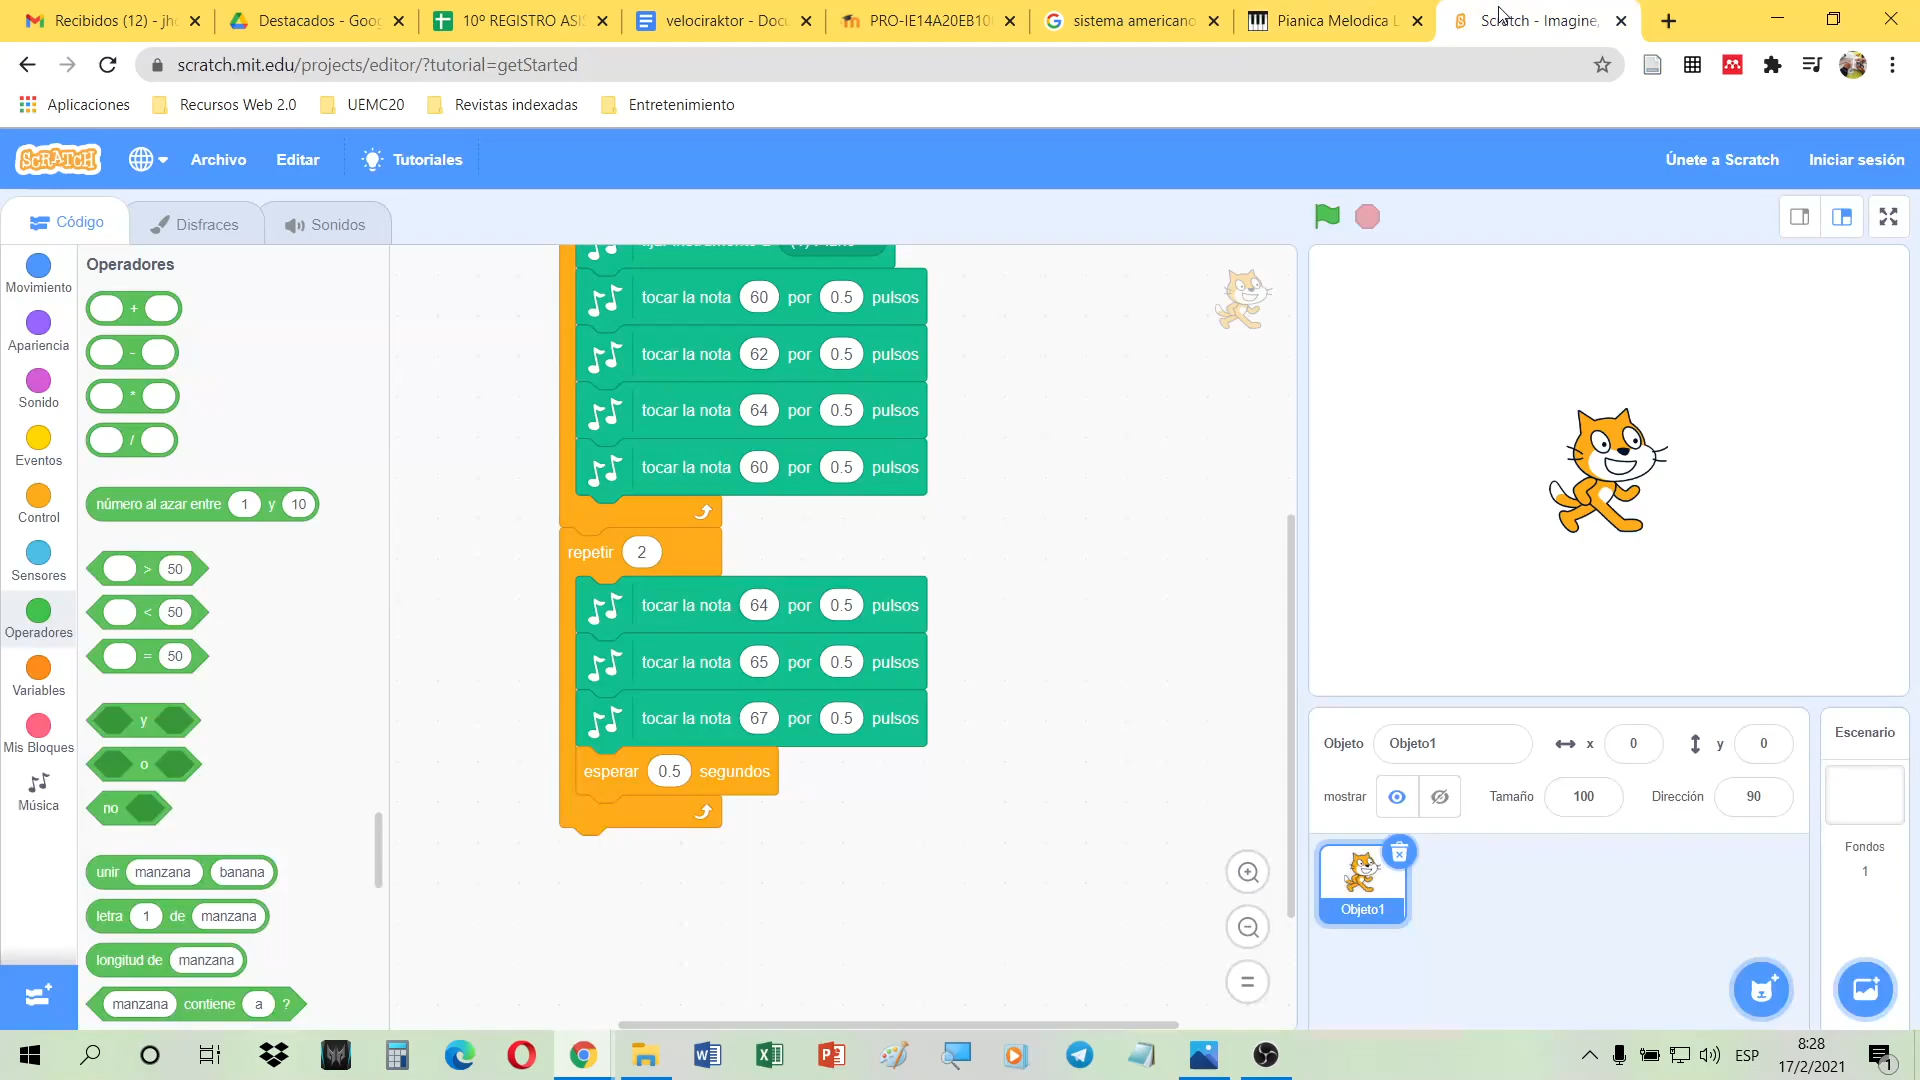 Recibidos (12) - jh
Destacados - Goo
10º REGISTRO ASI
velociraktor - Docu
PRO-IE14A20EB10
sistema americano
Pianica Melodica L
Scratch - Imagine,
scratch.mit.edu/projects/editor/?tutorial=getStarted
Aplicaciones
Recursos Web 2.0
UEMC20
Revistas indexadas
Entretenimiento
SCRATCH
Archivo
Editar
Tutoriales
Únete a Scratch
Iniciar sesión
Código
Disfraces
Sonidos
Movimiento
Apariencia
Sonido
Eventos
Control
Sensores
Operadores
Variables
Mis Bloques
Música
Operadores
+
-
*
/
número al azar entre 1 y 10
> 50
< 50
= 50
y
o
no
unir manzana banana
letra 1 de manzana
longitud de manzana
manzana contiene a ?
tocar la nota 60 por 0.5 pulsos
tocar la nota 62 por 0.5 pulsos
tocar la nota 64 por 0.5 pulsos
tocar la nota 60 por 0.5 pulsos
repetir 2
tocar la nota 64 por 0.5 pulsos
tocar la nota 65 por 0.5 pulsos
tocar la nota 67 por 0.5 pulsos
esperar 0.5 segundos
Objeto Objeto1 x 0 y 0
mostrar Tamaño 100 Dirección 90
Objeto1
Escenario
Fondos
1
ESP
8:28
17/2/2021
1